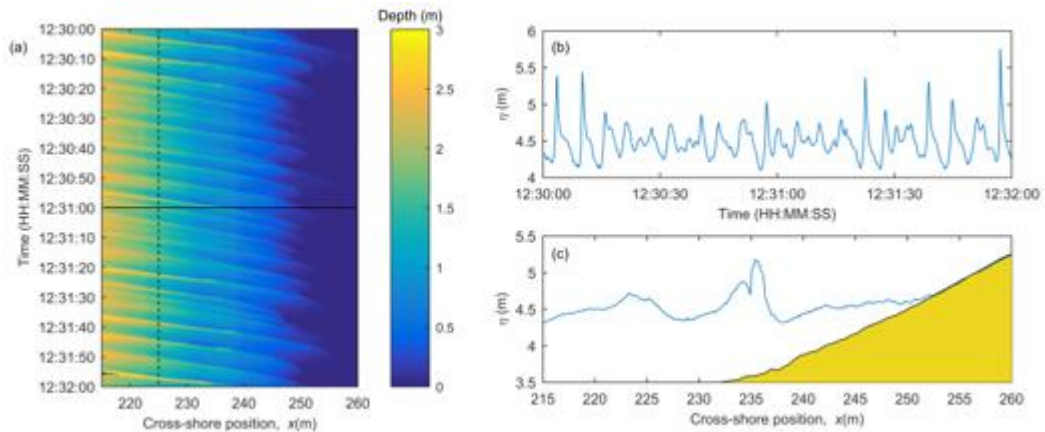 (a)
Time (HH:MM:SS)
12:30:00
12:30:10
12:30:20
12:30:30
12:30:40
12:30:50
12:31:00
12:31:10
12:31:20
12:31:30
12:31:40
12:31:50
12:32:00
220 230 240 250 260
Cross-shore position, x(m)
Depth (m)
3
2.5
2
1.5
1
0.5
0
(b)
η (m)
6
5.5
5
4.5
4
12:30:00 12:30:30 12:31:00 12:31:30 12:32:00
Time (HH:MM:SS)
(c)
η (m)
5.5
5
4.5
4
3.5
215 220 225 230 235 240 245 250 255 260
Cross-shore position, x(m)